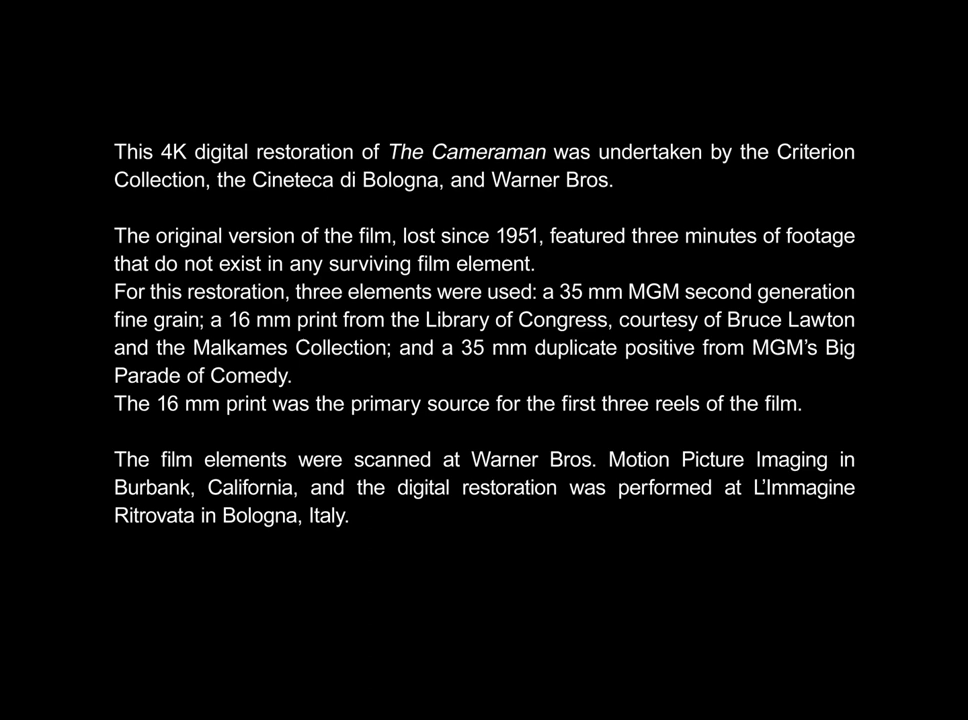 This 4K digital restoration of The Cameraman was undertaken by the Criterion
Collection, the Cineteca di Bologna, and Warner Bros.
The original version of the film, lost since 1951, featured three minutes of footage
that do not exist in any surviving film element.
For this restoration, three elements were used: a 35 mm MGM second generation
fine grain; a 16 mm print from the Library of Congress, courtesy of Bruce Lawton
and the Malkames Collection; and a 35 mm duplicate positive from MGM’s Big
Parade of Comedy.
The 16 mm print was the primary source for the first three reels of the film.
The film elements were scanned at Warner Bros. Motion Picture Imaging in
Burbank, California, and the digital restoration was performed at L’Immagine
Ritrovata in Bologna, Italy.